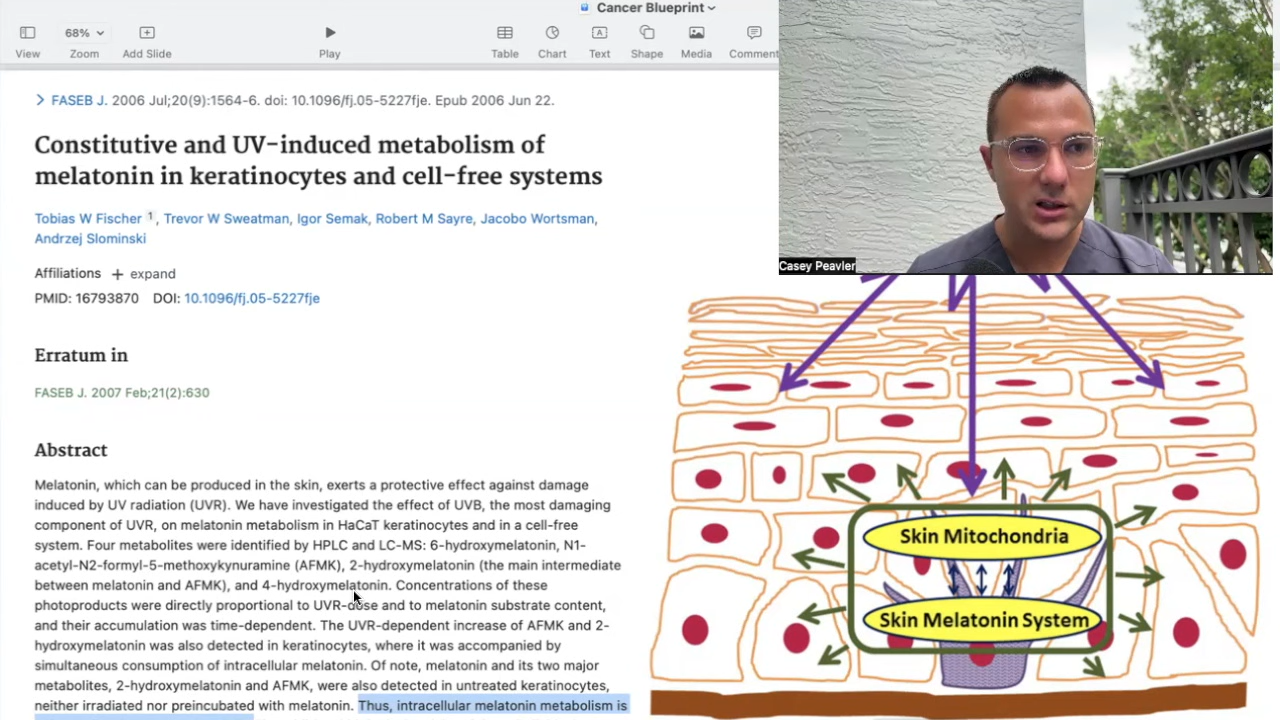 Cancer Blueprint
68%
View
Zoom
Add Slide
Play
Table
Chart
Text
Shape
Media
Comment
FASEB J. 2006 Jul;20(9):1564-6. doi: 10.1096/fj.05-5227fje. Epub 2006 Jun 22.
Constitutive and UV-induced metabolism of
melatonin in keratinocytes and cell-free systems
Tobias W Fischer 1, Trevor W Sweatman, Igor Semak, Robert M Sayre, Jacobo Wortsman,
Andrzej Slominski
Affiliations + expand
PMID: 16793870 DOI: 10.1096/fj.05-5227fje
Erratum in
FASEB J. 2007 Feb;21(2):630
Abstract
Melatonin, which can be produced in the skin, exerts a protective effect against damage
induced by UV radiation (UVR). We have investigated the effect of UVB, the most damaging
component of UVR, on melatonin metabolism in HaCaT keratinocytes and in a cell-free
system. Four metabolites were identified by HPLC and LC-MS: 6-hydroxymelatonin, N1-
acetyl-N2-formyl-5-methoxykynuramine (AFMK), 2-hydroxymelatonin (the main intermediate
between melatonin and AFMK), and 4-hydroxymelatonin. Concentrations of these
photoproducts were directly proportional to UVR-dose and to melatonin substrate content,
and their accumulation was time-dependent. The UVR-dependent increase of AFMK and 2-
hydroxymelatonin was also detected in keratinocytes, where it was accompanied by
simultaneous consumption of intracellular melatonin. Of note, melatonin and its two major
metabolites, 2-hydroxymelatonin and AFMK, were also detected in untreated keratinocytes,
neither irradiated nor preincubated with melatonin. Thus, intracellular melatonin metabolism is
Casey Peavler
Skin Mitochondria
Skin Melatonin System